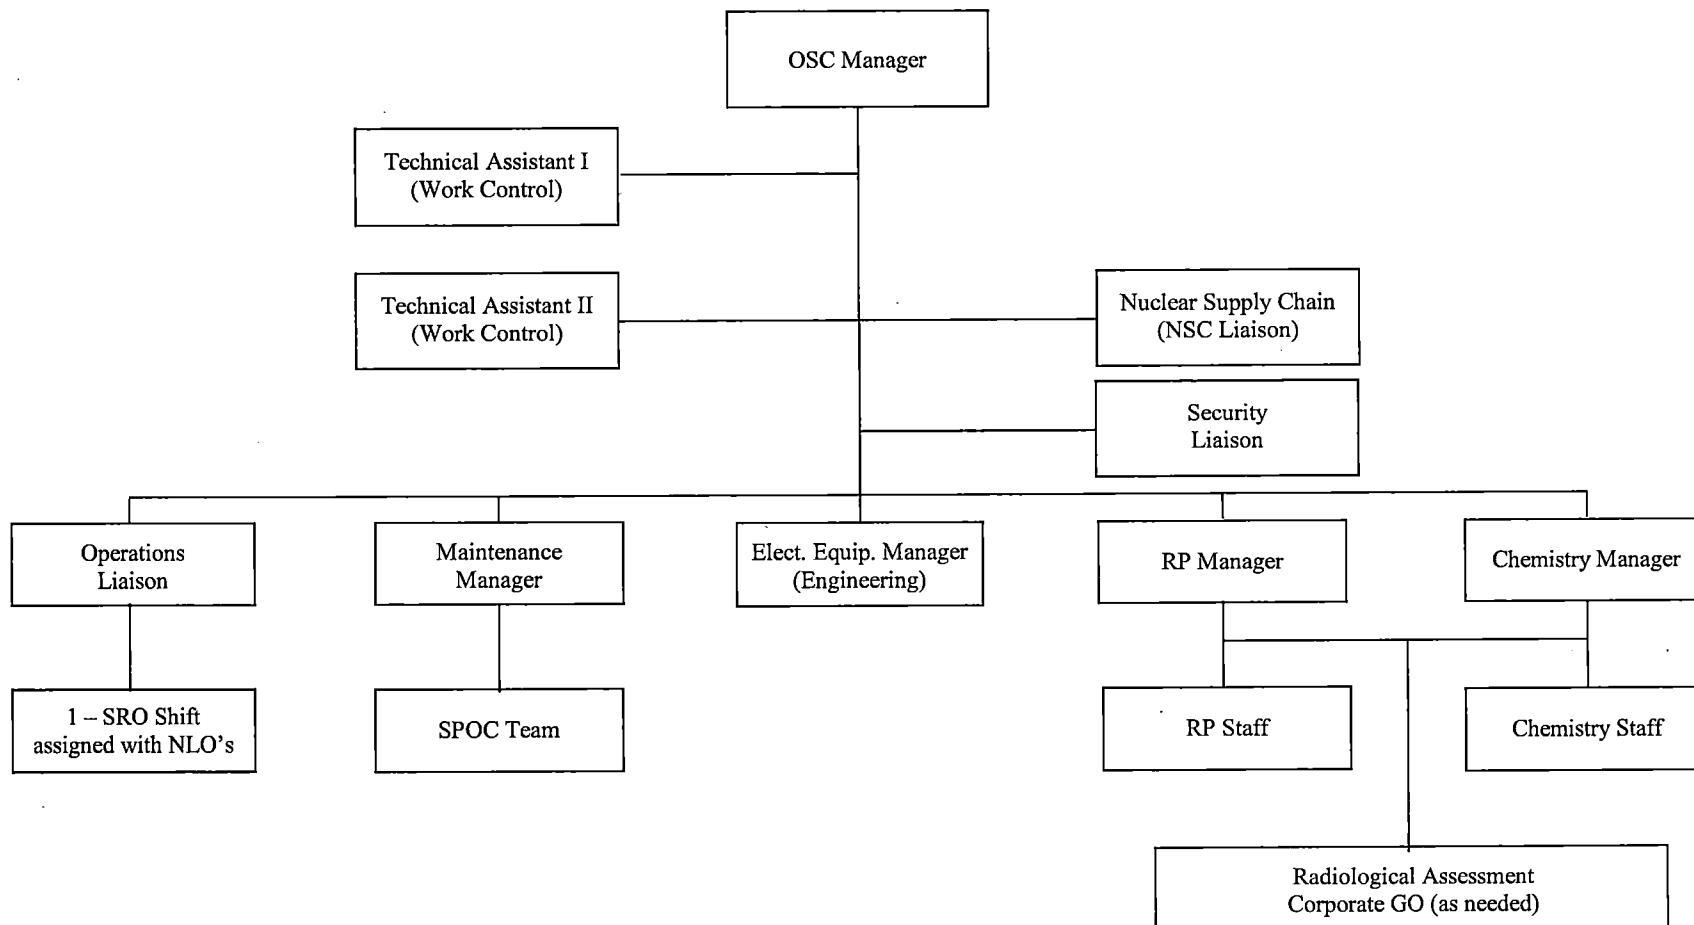 OSC Manager
Technical Assistant I
(Work Control)
Technical Assistant II
(Work Control)
Nuclear Supply Chain
(NSC Liaison)
Security
Liaison
Operations
Liaison
Maintenance
Manager
Elect. Equip. Manager
(Engineering)
RP Manager
Chemistry Manager
1 – SRO Shift
assigned with NLO's
SPOC Team
RP Staff
Chemistry Staff
Radiological Assessment
Corporate GO (as needed)